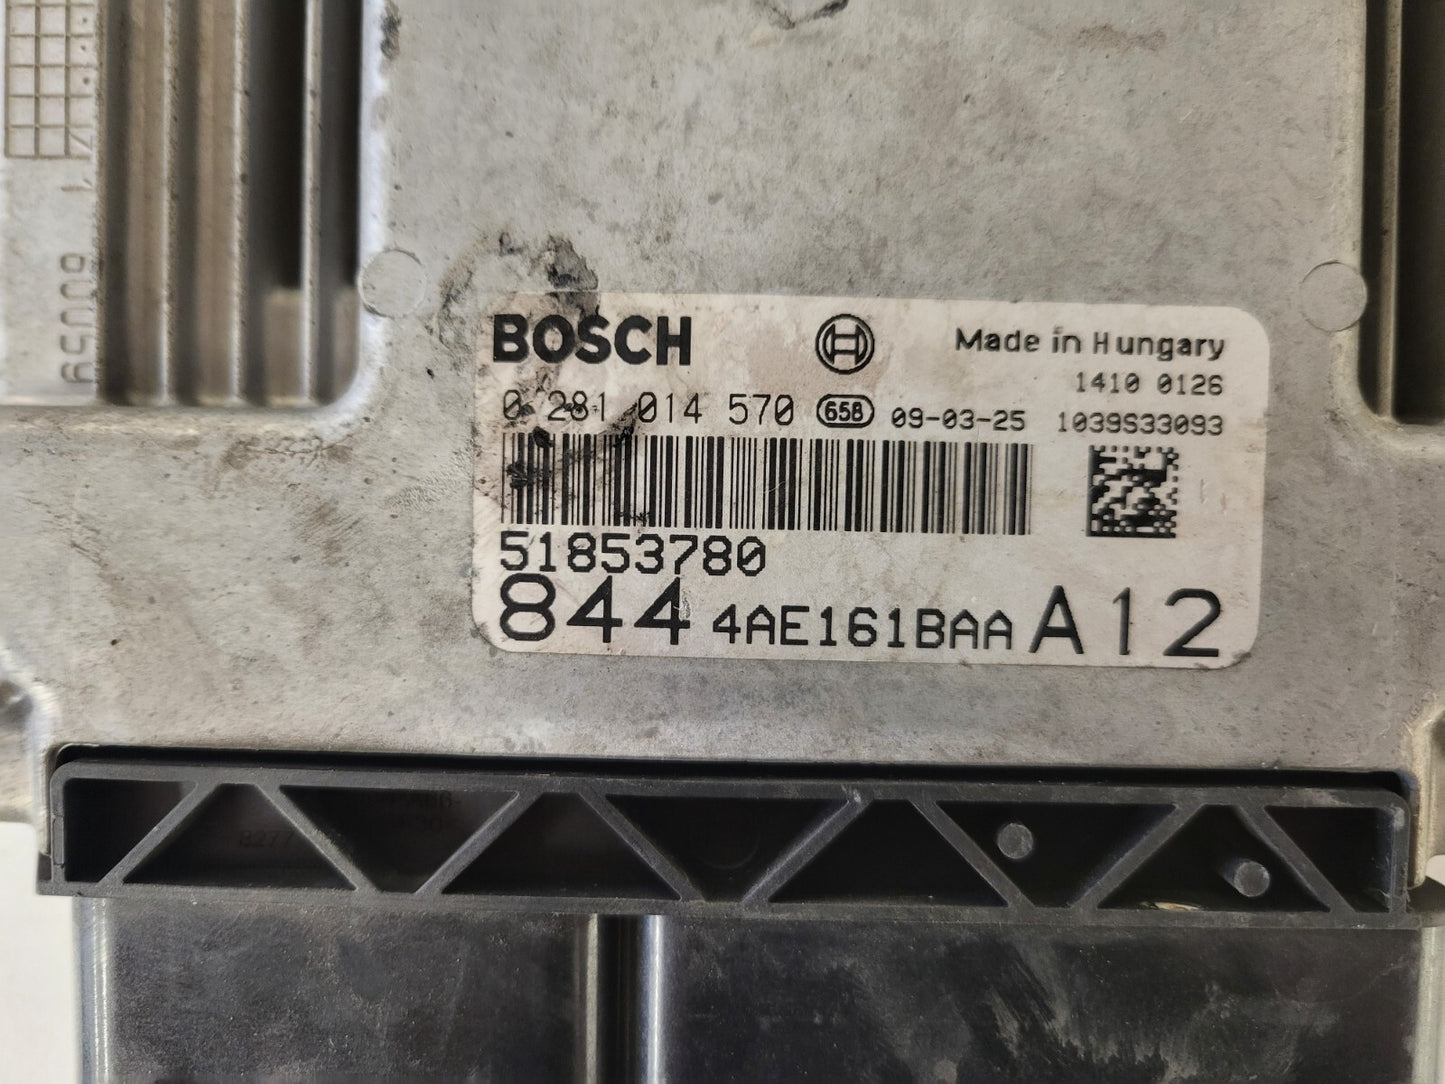 BOSCH Made in Hungary
1410 0126
0 281 014 570 658 09-03-25 1039S33093
51853780
844 4AE161BAA A12
60059